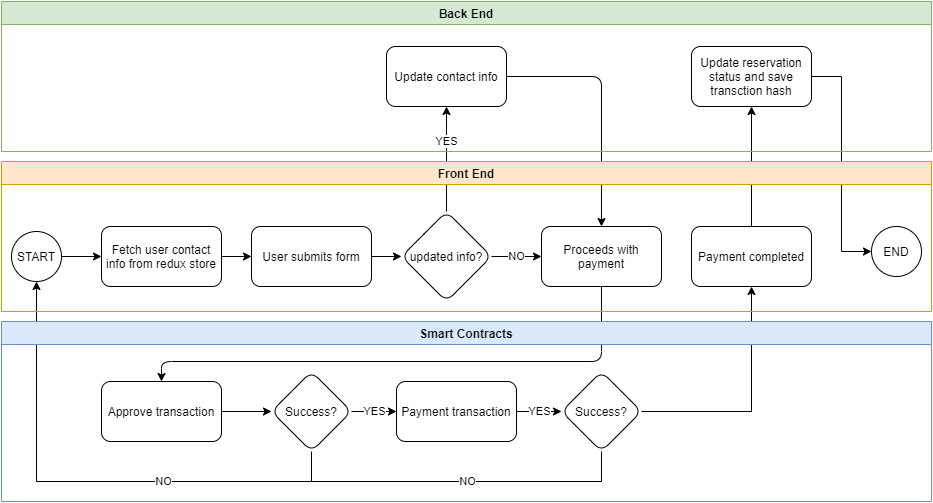 Back End
Update contact info
Update reservation
status and save
transction hash
YES
Front End
START
Fetch user contact
info from redux store
User submits form
updated info?
NO
Proceeds with
payment
Payment completed
END
Smart Contracts
Approve transaction
Success?
YES
Payment transaction
YES
Success?
NO
NO